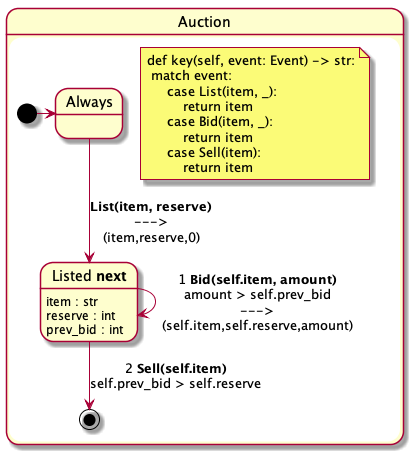 Auction
def key(self, event: Event) -> str:
match event:
case List(item, _):
return item
case Bid(item, _):
return item
case Sell(item):
return item
Always
List(item, reserve)
--->
(item,reserve,0)
Listed next
item : str
reserve : int
prev_bid : int
1 Bid(self.item, amount)
amount > self.prev_bid
--->
(self.item,self.reserve,amount)
2 Sell(self.item)
self.prev_bid > self.reserve